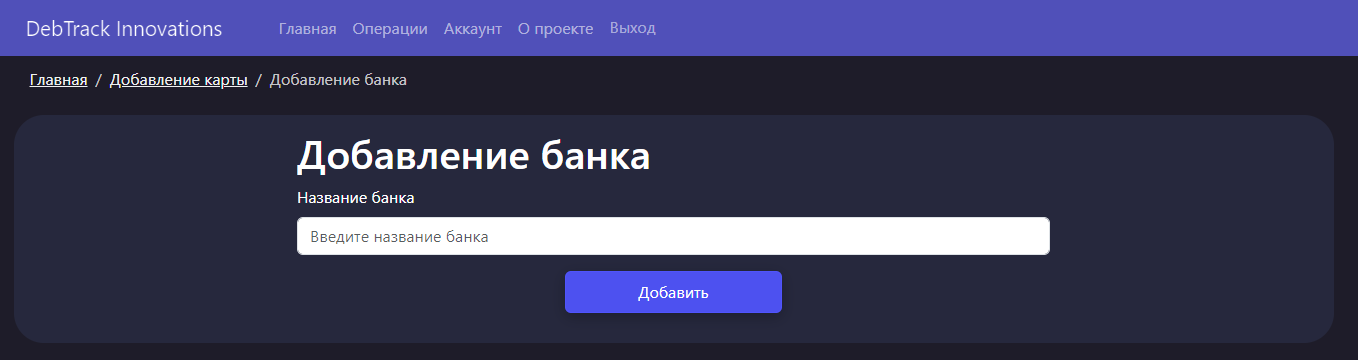 DebTrack Innovations Главная Операции Аккаунт О проекте Выход
Главная / Добавление карты / Добавление банка
Добавление банка
Название банка
Введите название банка
Добавить